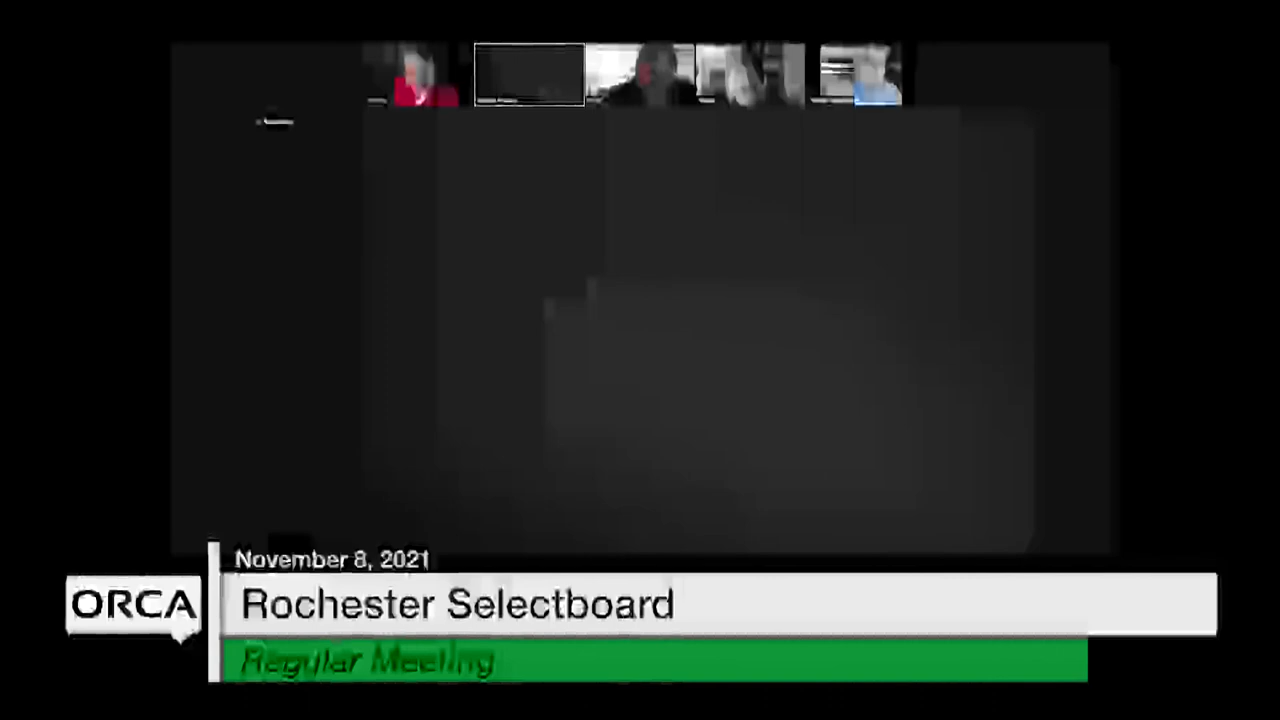 November 8, 2021
ORCA
Rochester Selectboard
Regular Meeting